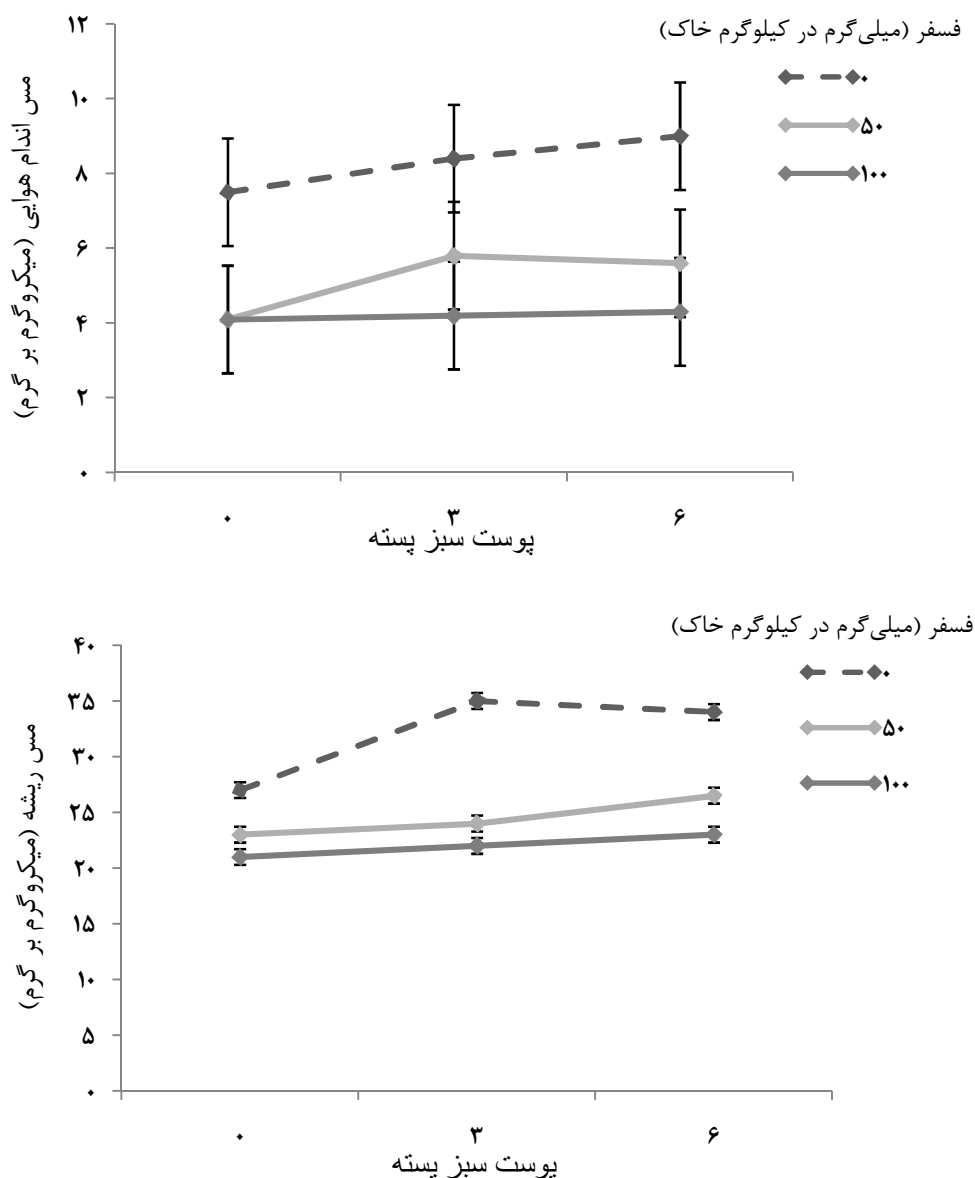 فسفر (میلی‌گرم در کیلوگرم خاک)
۰
۵۰
۱۰۰
مس اندام هوایی (میکروگرم بر گرم)
۱۲
۱۰
۸
۶
۴
۲
۰
۰ ۳ ۶
پوست سبز پسته
فسفر (میلی‌گرم در کیلوگرم خاک)
۰
۵۰
۱۰۰
مس ریشه (میکروگرم بر گرم)
۴۰
۳۵
۳۰
۲۵
۲۰
۱۵
۱۰
۵
۰
۰ ۳ ۶
پوست سبز پسته